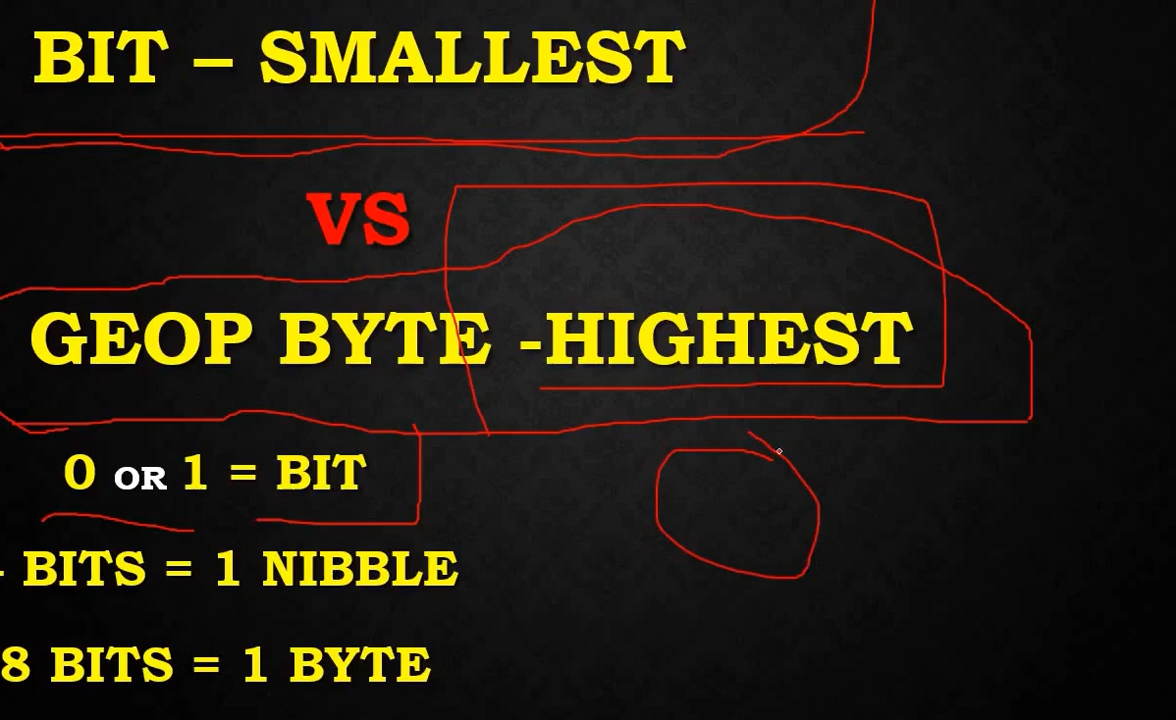 BIT – SMALLEST
VS
GEOP BYTE -HIGHEST
0 OR 1 = BIT
BITS = 1 NIBBLE
8 BITS = 1 BYTE